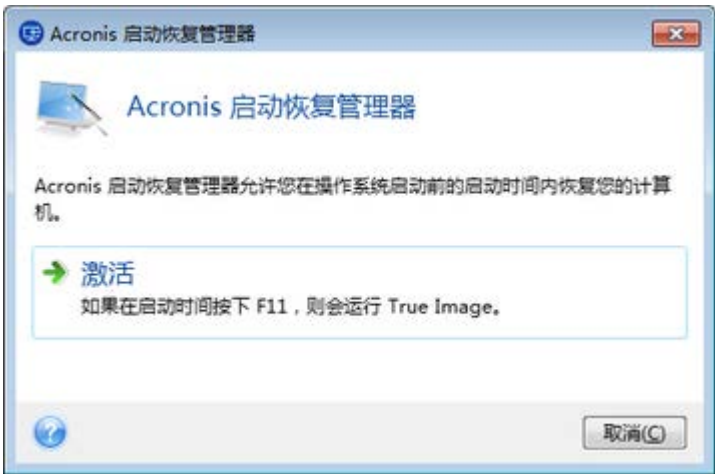 Acronis 启动恢复管理器
Acronis 启动恢复管理器
Acronis 启动恢复管理器允许您在操作系统启动前的启动时间内恢复您的计算
机。
激活
如果在启动时间按下 F11，则会运行 True Image。
取消(C)